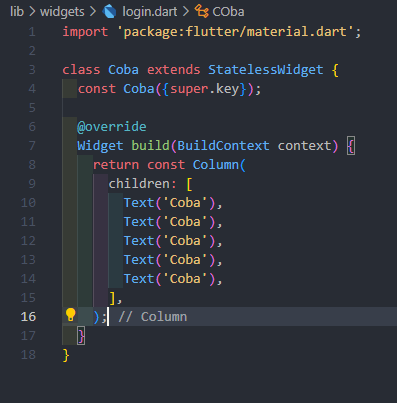 lib > widgets > login.dart > COba
1 import 'package:flutter/material.dart';
2
3 class Coba extends StatelessWidget {
4 const Coba({super.key});
5
6 @override
7 Widget build(BuildContext context) {
8 return const Column(
9 children: [
10 Text('Coba'),
11 Text('Coba'),
12 Text('Coba'),
13 Text('Coba'),
14 Text('Coba'),
15 ],
16 ); // Column
17 }
18 }